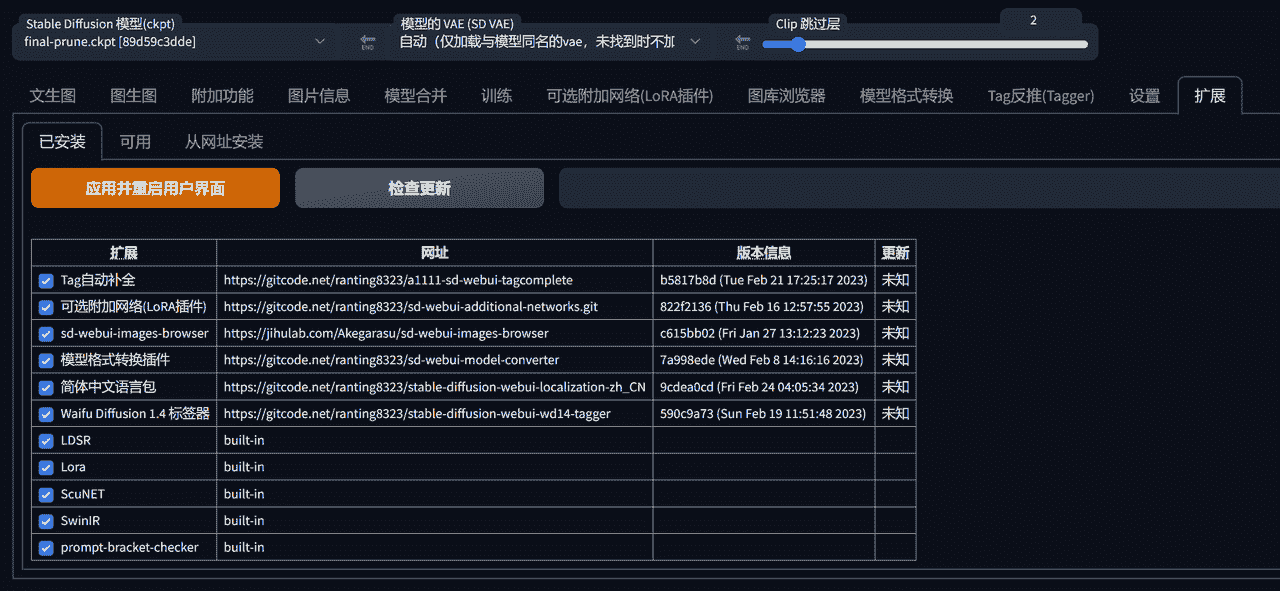 Stable Diffusion 模型(ckpt)
final-prune.ckpt [89d59c3dde]
END
模型的 VAE (SD VAE)
自动（仅加载与模型同名的vae，未找到时不加
END
Clip 跳过层
2
文生图 图生图 附加功能 图片信息 模型合并 训练 可选附加网络(LoRA插件) 图库浏览器 模型格式转换 Tag反推(Tagger) 设置 扩展
已安装 可用 从网址安装
应用并重启用户界面 检查更新
扩展 网址 版本信息 更新
Tag自动补全 https://gitcode.net/ranting8323/a1111-sd-webui-tagcomplete b5817b8d (Tue Feb 21 17:25:17 2023) 未知
可选附加网络(LoRA插件) https://gitcode.net/ranting8323/sd-webui-additional-networks.git 822f2136 (Thu Feb 16 12:57:55 2023) 未知
sd-webui-images-browser https://jihulab.com/Akegarasu/sd-webui-images-browser c615bb02 (Fri Jan 27 13:12:23 2023) 未知
模型格式转换插件 https://gitcode.net/ranting8323/sd-webui-model-converter 7a998ede (Wed Feb 8 14:16:16 2023) 未知
简体中文语言包 https://gitcode.net/ranting8323/stable-diffusion-webui-localization-zh_CN 9cdea0cd (Fri Feb 24 04:05:34 2023) 未知
Waifu Diffusion 1.4 标签器 https://gitcode.net/ranting8323/stable-diffusion-webui-wd14-tagger 590c9a73 (Sun Feb 19 11:51:48 2023) 未知
LDSR built-in
Lora built-in
ScuNET built-in
SwinIR built-in
prompt-bracket-checker built-in